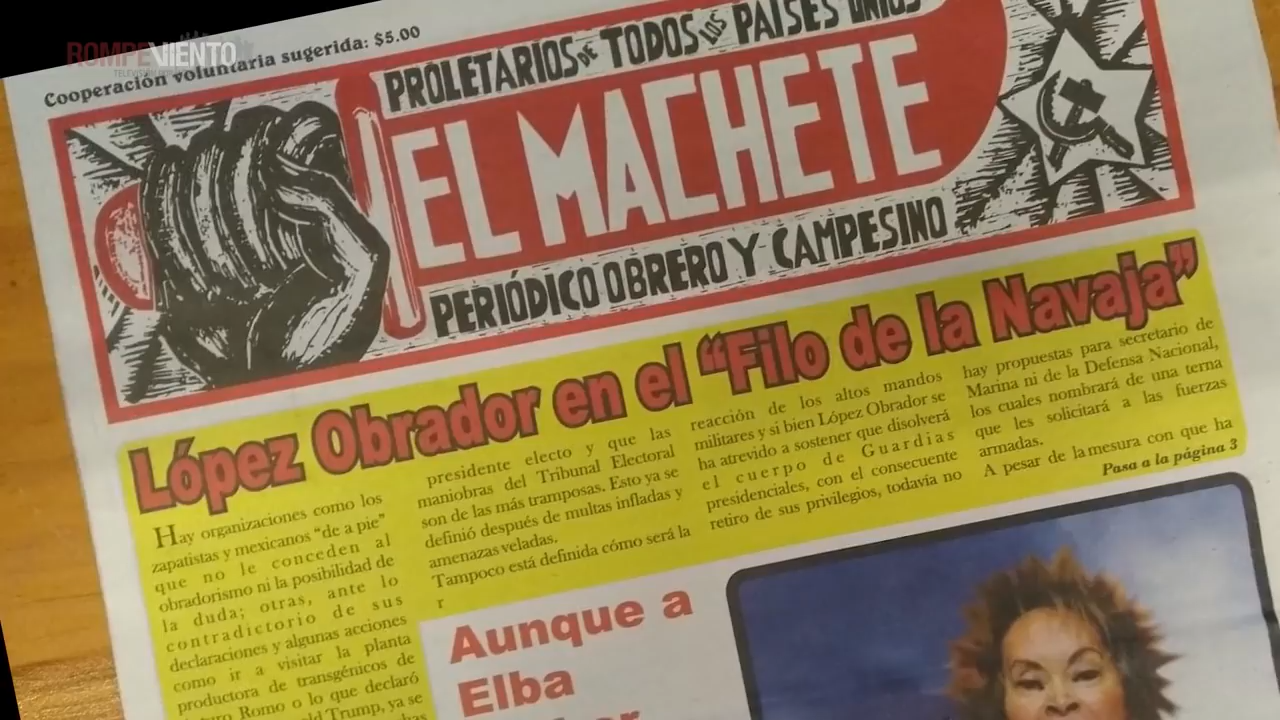 ROMPEVIENTO
Cooperación voluntaria sugerida: $5.00
PROLETARIOS DE TODOS LOS PAÍSES UNIOS
EL MACHETE
PERIÓDICO OBRERO Y CAMPESINO
López Obrador en el “Filo de la Navaja”
Hay organizaciones como los
zapatistas y mexicanos “de a pie”
que no le conceden al
obradorismo ni la posibilidad de
la duda; otras, ante lo
contradictorio de sus
declaraciones y algunas acciones
como ir a visitar la planta
productora de transgénicos de
Romo o lo que declaró
Trump, ya se
presidente electo y que las
maniobras del Tribunal Electoral
son de las más tramposas. Esto ya se
definió después de multas infladas y
amenazas veladas.
Tampoco está definida cómo será la
r
reacción de los altos mandos
militares y si bien López Obrador se
ha atrevido a sostener que disolverá
el cuerpo de Guardias
presidenciales, con el consecuente
retiro de sus privilegios, todavía no
hay propuestas para secretario de
Marina ni de la Defensa Nacional,
los cuales nombrará de una terna
que les solicitará a las fuerzas
armadas.
A pesar de la mesura con que ha
Pasa a la página 3
Aunque a
Elba